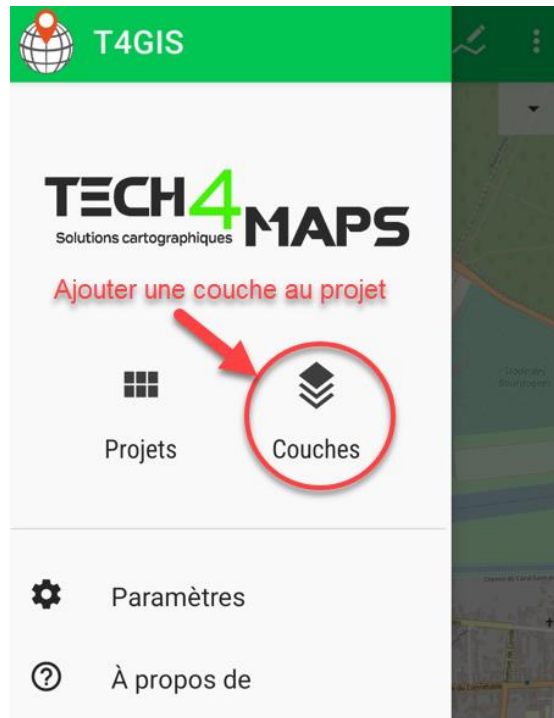 T4GIS
TECH4MAPS
Solutions cartographiques
Ajouter une couche au projet
Projets
Couches
Paramètres
À propos de